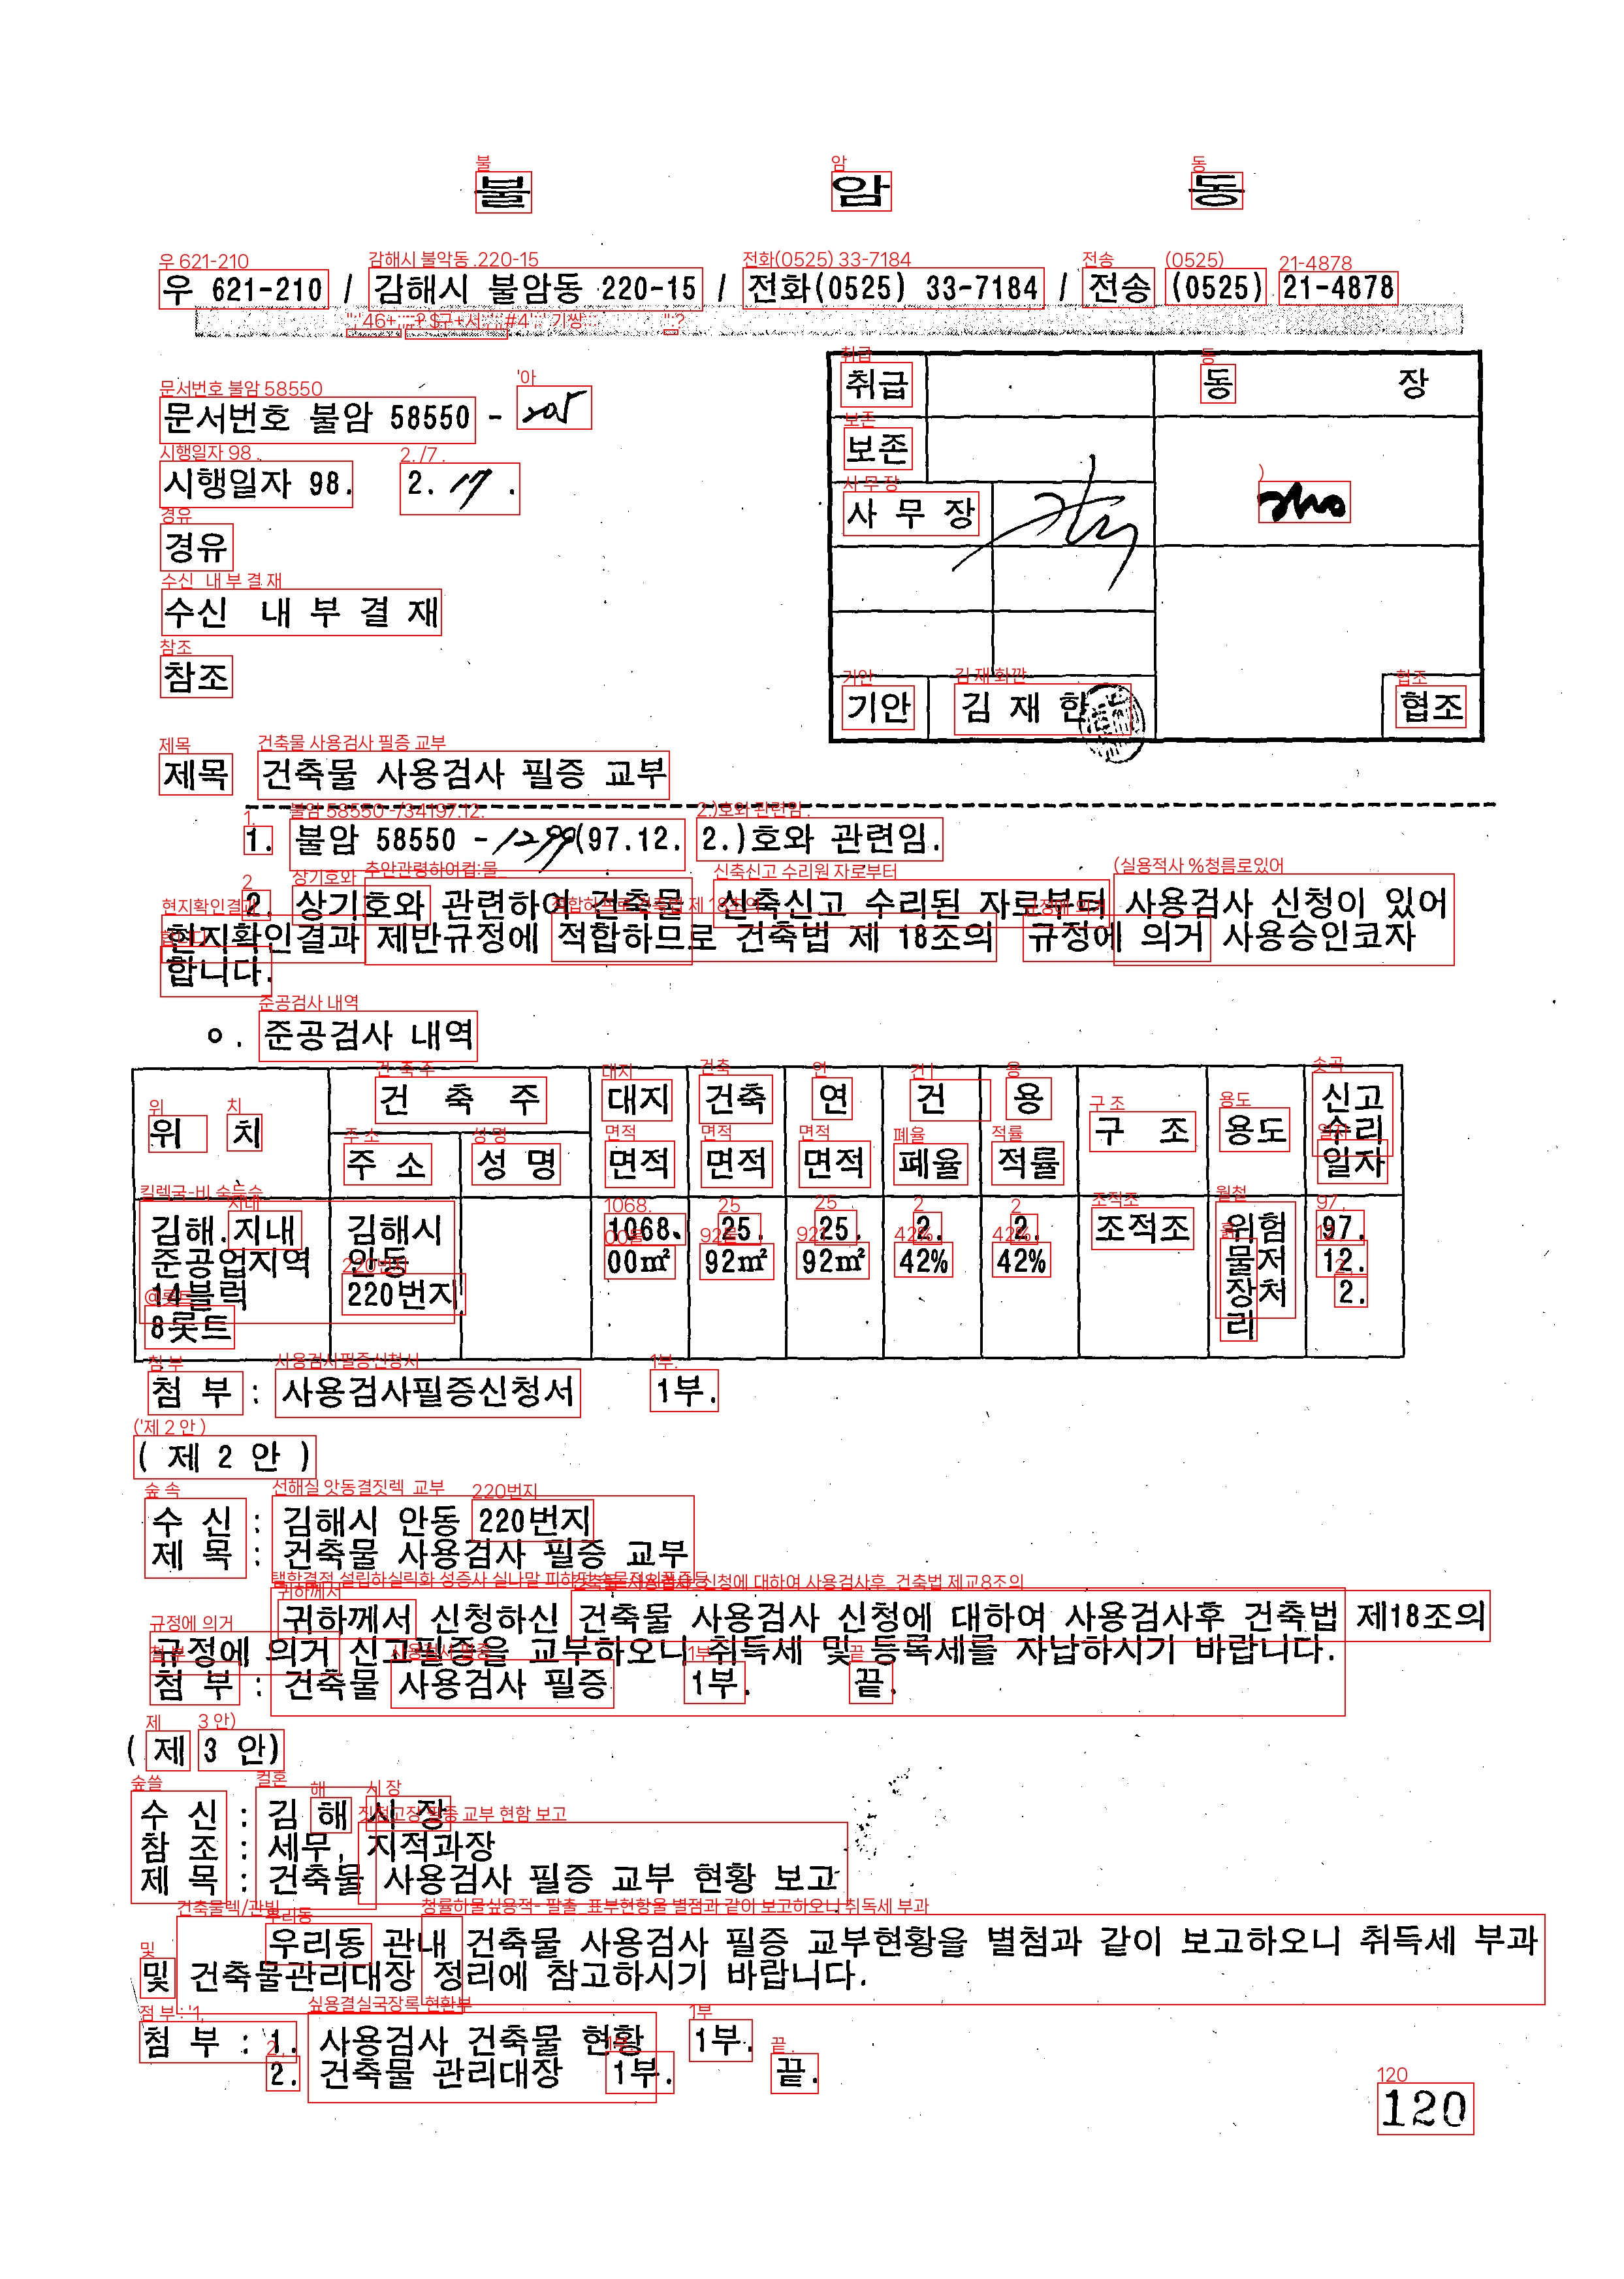 불 암 동
우 621-210 / 김해시 불암동 220-15 / 전화(0525) 33-7184 / 전송 (0525) 21-4878
문서번호 불암 58550 - 205
시행일자 98. 2. 17 .
경유
수신 내 부 결 재
참조
취급 동 장
보존
사 무 장
기안 김 재 한 협조
제목 건축물 사용검사 필증 교부
1. 불암 58550 - (97.12. 2.)호와 관련임.
2. 상기호와 관련하여 건축물 신축신고 수리된 자로부터 사용검사 신청이 있어
현지확인결과 제반규정에 적합하므로 건축법 제 18조의 규정에 의거 사용승인코자
합니다.
ㅇ. 준공검사 내역
위 치 건 축 주 대지 건축 연 건 용 구 조 용도 신고
주 소 성 명 면적 면적 면적 폐율 적률 수리
일자
김해.지내 김해시 1068. 25. 25. 2. 2. 조적조 위험 97.
준공업지역 안동 00㎡ 92㎡ 92㎡ 42% 42% 물저 12.
14블럭 220번지 장처 2.
8롯트 리
첨 부 : 사용검사필증신청서 1부.
( 제 2 안 )
수 신 : 김해시 안동 220번지
제 목 : 건축물 사용검사 필증 교부
귀하께서 신청하신 건축물 사용검사 신청에 대하여 사용검사후 건축법 제18조의
규정에 의거 신고필증을 교부하오니 취득세 및 등록세를 자납하시기 바랍니다.
첨 부 : 건축물 사용검사 필증 1부. 끝.
( 제 3 안)
수 신 : 김 해 시 장
참 조 : 세무, 지적과장
제 목 : 건축물 사용검사 필증 교부 현황 보고
우리동 관내 건축물 사용검사 필증 교부현황을 별첨과 같이 보고하오니 취득세 부과
및 건축물관리대장 정리에 참고하시기 바랍니다.
첨 부 : 1. 사용검사 건축물 현황 1부.
2. 건축물 관리대장 1부. 끝.
120